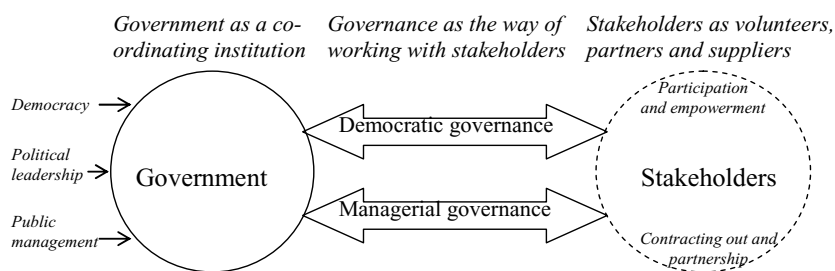 Government as a co-
ordinating institution
Governance as the way of
working with stakeholders
Stakeholders as volunteers,
partners and suppliers
Democracy
Political
leadership
Public
management
Government
Democratic governance
Managerial governance
Participation
and empowerment
Stakeholders
Contracting out and
partnership